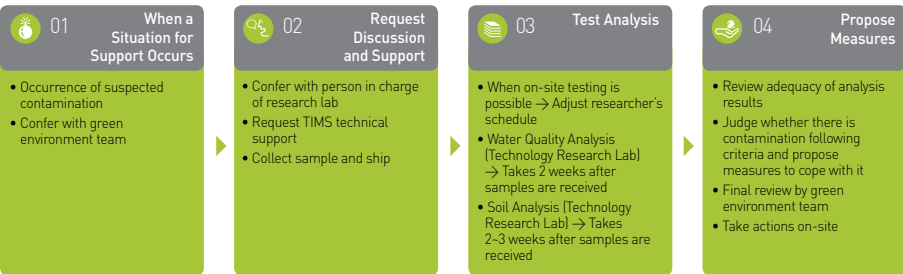 01
When a
Situation for
Support Occurs
• Occurrence of suspected
contamination
• Confer with green
environment team
02
Request
Discussion
and Support
• Confer with person in charge
of research lab
• Request TIMS technical
support
• Collect sample and ship
03
Test Analysis
• When on-site testing is
possible → Adjust researcher's
schedule
• Water Quality Analysis
(Technology Research Lab)
→ Takes 2 weeks after
samples are received
• Soil Analysis (Technology
Research Lab) → Takes
2~3 weeks after samples are
received
04
Propose
Measures
• Review adequacy of analysis
results
• Judge whether there is
contamination following
criteria and propose
measures to cope with it
• Final review by green
environment team
• Take actions on-site